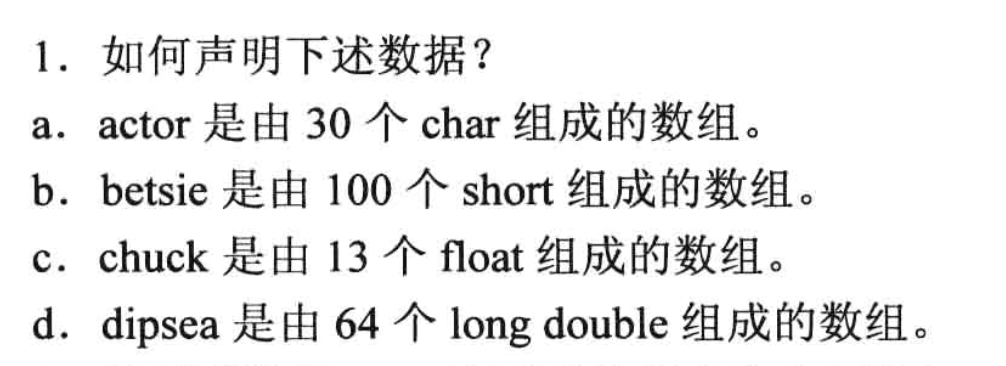 1. 如何声明下述数据？
a. actor 是由 30 个 char 组成的数组。
b. betsie 是由 100 个 short 组成的数组。
c. chuck 是由 13 个 float 组成的数组。
d. dipsea 是由 64 个 long double 组成的数组。